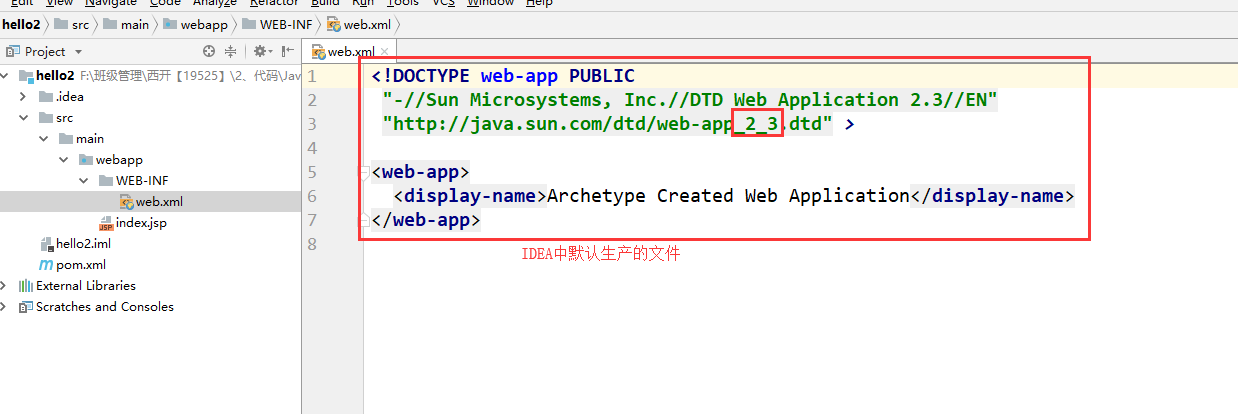 Edit View Navigate Code Analyze Refactor Build Run Tools VCS Window Help
hello2 src main webapp WEB-INF web.xml
Project
web.xml
hello2 F:\班级管理\西开【19525】\2、代码\Jav
.idea
src
main
webapp
WEB-INF
web.xml
index.jsp
hello2.iml
pom.xml
External Libraries
Scratches and Consoles
1 <!DOCTYPE web-app PUBLIC
2 "-//Sun Microsystems, Inc.//DTD Web Application 2.3//EN"
3 "http://java.sun.com/dtd/web-app_2_3.dtd" >
4
5 <web-app>
6 <display-name>Archetype Created Web Application</display-name>
7 </web-app>
8
IDEA中默认生产的文件